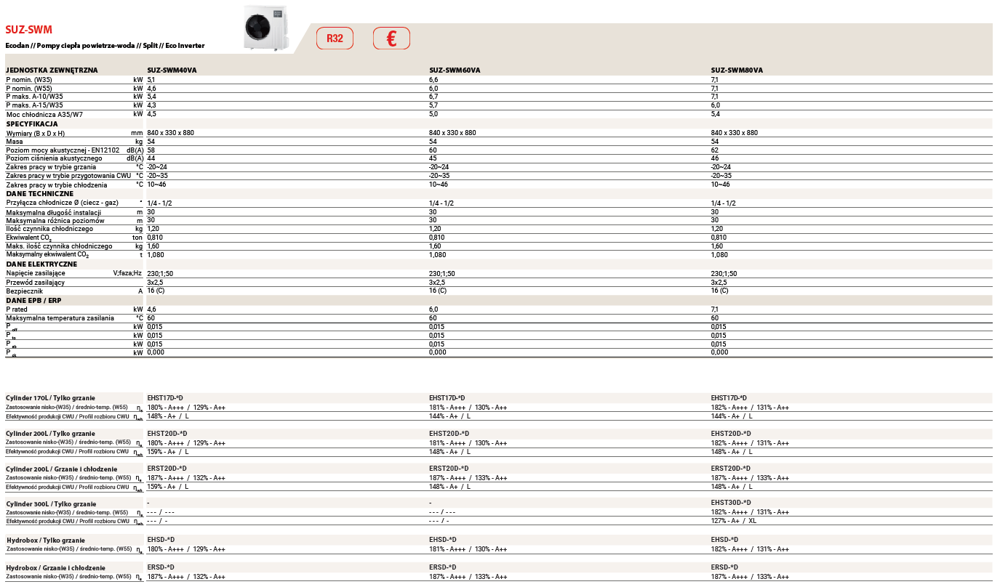 SUZ-SWM
Ecodan // Pompy ciepła powietrze-woda // Split // Eco Inverter
R32 €
JEDNOSTKA ZEWNĘTRZNA SUZ-SWM40VA SUZ-SWM60VA SUZ-SWM80VA
P nomin. (W35) kW 5,1 6,6 7,1
P nomin. (W55) kW 4,6 6,0 7,1
P maks. A-10/W35 kW 5,4 6,7 7,1
P maks. A-15/W35 kW 4,3 5,7 6,0
Moc chłodnicza A35/W7 kW 4,5 5,0 5,4
SPECYFIKACJA
Wymiary (B x D x H) mm 840 x 330 x 880 840 x 330 x 880 840 x 330 x 880
Masa kg 54 54 54
Poziom mocy akustycznej - EN12102 dB(A) 58 60 62
Poziom ciśnienia akustycznego dB(A) 44 45 46
Zakres pracy w trybie grzania °C -20~24 -20~24 -20~24
Zakres pracy w trybie przygotowania CWU °C -20~35 -20~35 -20~35
Zakres pracy w trybie chłodzenia °C 10~46 10~46 10~46
DANE TECHNICZNE
Przyłącza chłodnicze Ø (ciecz - gaz) 1/4 - 1/2 1/4 - 1/2 1/4 - 1/2
Maksymalna długość instalacji m 30 30 30
Maksymalna różnica poziomów m 30 30 30
Ilość czynnika chłodniczego kg 1,20 1,20 1,20
Ekwiwalent CO2 ton 0,810 0,810 0,810
Maks. ilość czynnika chłodniczego kg 1,60 1,60 1,60
Maksymalny ekwiwalent CO2 t 1,080 1,080 1,080
DANE ELEKTRYCZNE
Napięcie zasilające V;faza;Hz 230;1;50 230;1;50 230;1;50
Przewód zasilający 3x2,5 3x2,5 3x2,5
Bezpiecznik A 16 (C) 16 (C) 16 (C)
DANE EPB / ERP
P rated kW 4,6 6,0 7,1
Maksymalna temperatura zasilania °C 60 60 60
P off kW 0,015 0,015 0,015
P to kW 0,015 0,015 0,015
P sb kW 0,015 0,015 0,015
P ck kW 0,000 0,000 0,000
Cylinder 170L / Tylko grzanie EHST17D-*D EHST17D-*D EHST17D-*D
Zastosowanie nisko-(W35) / średnio-temp. (W55) ηs 180% - A+++ / 129% - A++ 181% - A+++ / 130% - A++ 182% - A+++ / 131% - A++
Efektywność produkcji CWU / Profil rozbioru CWU ηwh 148% - A+ / L 144% - A+ / L 144% - A+ / L
Cylinder 200L / Tylko grzanie EHST20D-*D EHST20D-*D EHST20D-*D
Zastosowanie nisko-(W35) / średnio-temp. (W55) ηs 180% - A+++ / 129% - A++ 181% - A+++ / 130% - A++ 182% - A+++ / 131% - A++
Efektywność produkcji CWU / Profil rozbioru CWU ηwh 159% - A+ / L 148% - A+ / L 148% - A+ / L
Cylinder 200L / Grzanie i chłodzenie ERST20D-*D ERST20D-*D ERST20D-*D
Zastosowanie nisko-(W35) / średnio-temp. (W55) ηs 187% - A+++ / 132% - A++ 187% - A+++ / 133% - A++ 187% - A+++ / 133% - A++
Efektywność produkcji CWU / Profil rozbioru CWU ηwh 159% - A+ / L 148% - A+ / L 148% - A+ / L
Cylinder 300L / Tylko grzanie - - EHST30D-*D
Zastosowanie nisko-(W35) / średnio-temp. (W55) ηs - - - / - - - - - - / - - - 182% - A+++ / 131% - A++
Efektywność produkcji CWU / Profil rozbioru CWU ηwh - - - / - - - - / - 127% - A+ / XL
Hydrobox / Tylko grzanie EHSD-*D EHSD-*D EHSD-*D
Zastosowanie nisko-(W35) / średnio-temp. (W55) ηs 180% - A+++ / 129% - A++ 181% - A+++ / 130% - A++ 182% - A+++ / 131% - A++
Hydrobox / Grzanie i chłodzenie ERSD-*D ERSD-*D ERSD-*D
Zastosowanie nisko-(W35) / średnio-temp. (W55) ηs 187% - A+++ / 132% - A++ 187% - A+++ / 133% - A++ 187% - A+++ / 133% - A++